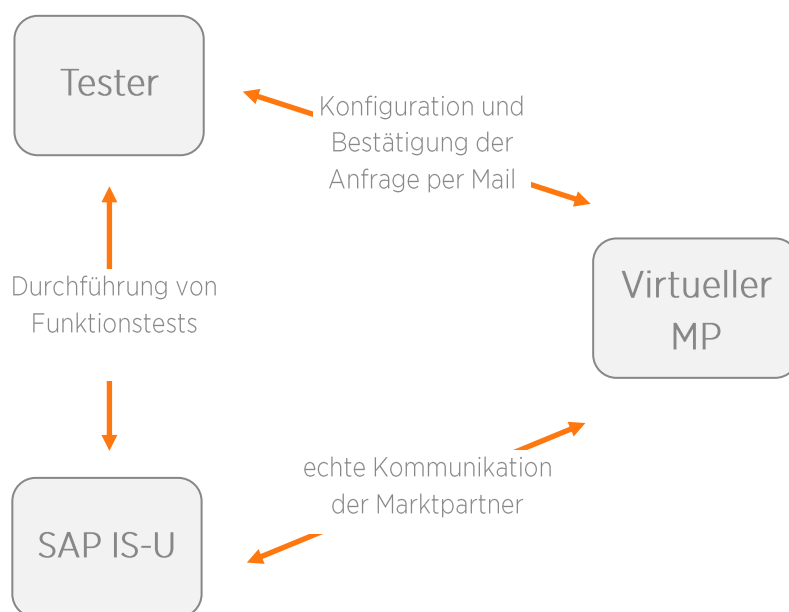 Tester
Konfiguration und
Bestätigung der
Anfrage per Mail
Durchführung von
Funktionstests
Virtueller
MP
echte Kommunikation
der Marktpartner
SAP IS-U